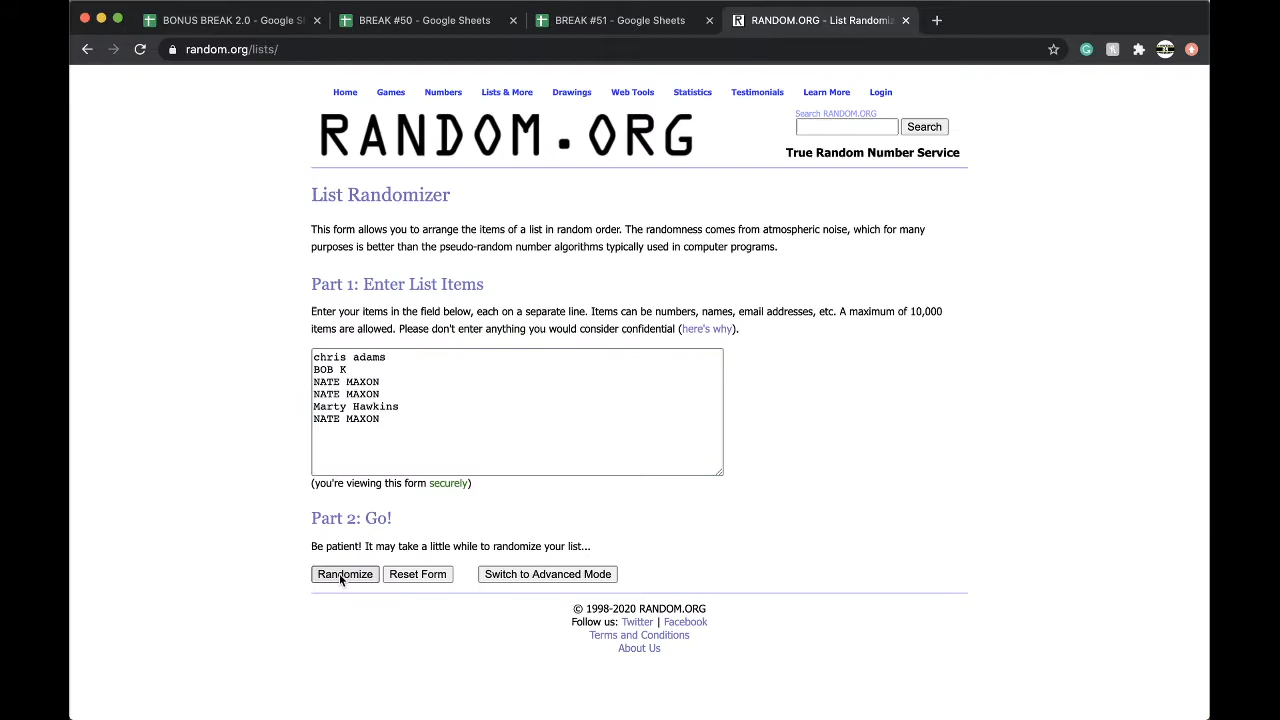 BONUS BREAK 2.0 - Google S
BREAK #50 - Google Sheets
BREAK #51 - Google Sheets
RANDOM.ORG - List Randomiz
random.org/lists/
Home Games Numbers Lists & More Drawings Web Tools Statistics Testimonials Learn More Login
RANDOM.ORG
Search RANDOM.ORG
Search
True Random Number Service
List Randomizer
This form allows you to arrange the items of a list in random order. The randomness comes from atmospheric noise, which for many
purposes is better than the pseudo-random number algorithms typically used in computer programs.
Part 1: Enter List Items
Enter your items in the field below, each on a separate line. Items can be numbers, names, email addresses, etc. A maximum of 10,000
items are allowed. Please don't enter anything you would consider confidential (here's why).
chris adams
BOB K
NATE MAXON
NATE MAXON
Marty Hawkins
NATE MAXON
(you're viewing this form securely)
Part 2: Go!
Be patient! It may take a little while to randomize your list...
Randomize Reset Form Switch to Advanced Mode
© 1998-2020 RANDOM.ORG
Follow us: Twitter | Facebook
Terms and Conditions
About Us